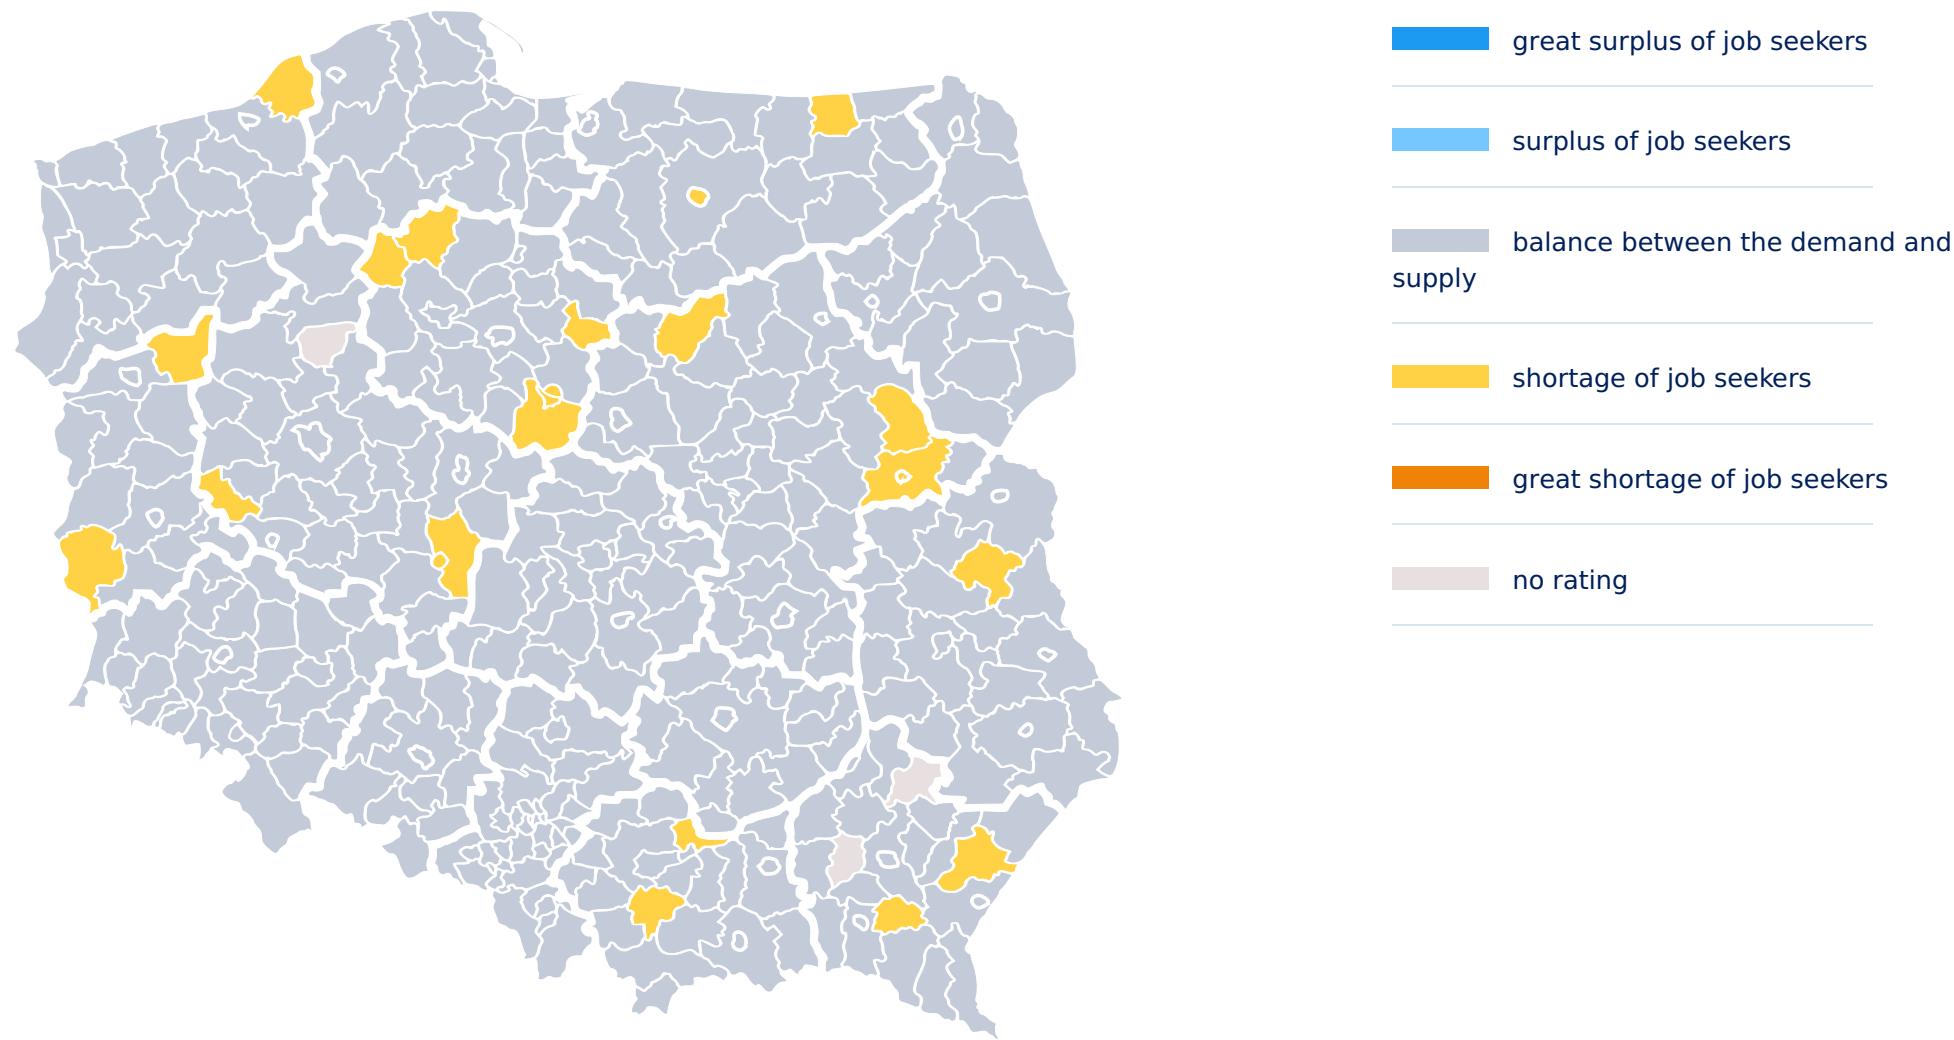 great surplus of job seekers
surplus of job seekers
balance between the demand and
supply
shortage of job seekers
great shortage of job seekers
no rating